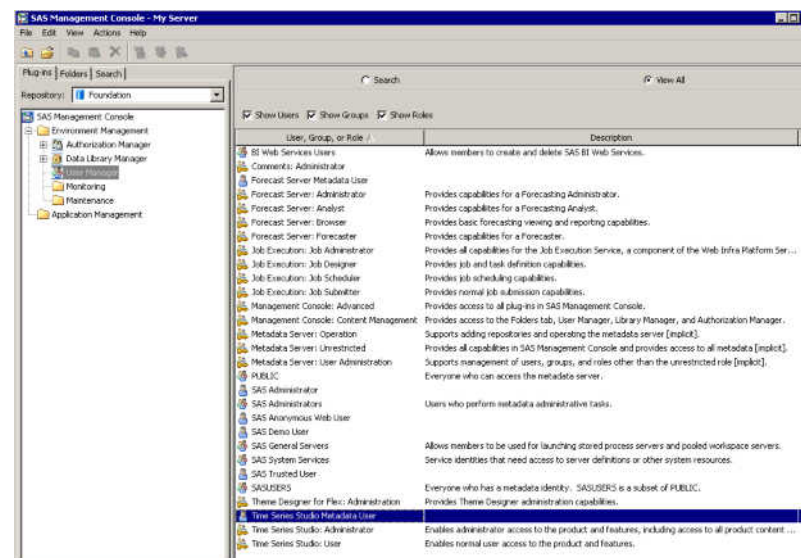 SAS Management Console - My Server
File Edit View Actions Help
Plug-ins Folders Search
Repository: Foundation
SAS Management Console
Environment Management
Authorization Manager
Data Library Manager
User Manager
Monitoring
Maintenance
Application Management
Search View All
Show Users Show Groups Show Roles
User, Group, or Role Description
BI Web Services Users Allows members to create and delete SAS BI Web Services.
Comments: Administrator
Forecast Server Metadata User
Forecast Server: Administrator Provides capabilities for a Forecasting Administrator.
Forecast Server: Analyst Provides capabilities for a Forecasting Analyst.
Forecast Server: Browser Provides basic forecasting viewing and reporting capabilities.
Forecast Server: Forecaster Provides capabilities for a Forecaster.
Job Execution: Job Administrator Provides all capabilities for the Job Execution Service, a component of the Web Infra Platform Ser...
Job Execution: Job Designer Provides job and task definition capabilities.
Job Execution: Job Scheduler Provides job scheduling capabilities.
Job Execution: Job Submitter Provides normal job submission capabilities.
Management Console: Advanced Provides access to all plug-ins in SAS Management Console.
Management Console: Content Management Provides access to the Folders tab, User Manager, Library Manager, and Authorization Manager.
Metadata Server: Operation Supports adding repositories and operating the metadata server [implicit].
Metadata Server: Unrestricted Provides all capabilities in SAS Management Console and provides access to all metadata [implicit].
Metadata Server: User Administration Supports management of users, groups, and roles other than the unrestricted role [implicit].
PUBLIC Everyone who can access the metadata server.
SAS Administrator
SAS Administrators Users who perform metadata administrative tasks.
SAS Anonymous Web User
SAS Demo User
SAS General Servers Allows members to be used for launching stored process servers and pooled workspace servers.
SAS System Services Service identities that need access to server definitions or other system resources.
SAS Trusted User
SASUSERS Everyone who has a metadata identity. SASUSERS is a subset of PUBLIC.
Theme Designer for Flex: Administration Provides Theme Designer administration capabilities.
Time Series Studio Metadata User
Time Series Studio: Administrator Enables administrator access to the product and features, including access to all product content ...
Time Series Studio: User Enables normal user access to the product and features.